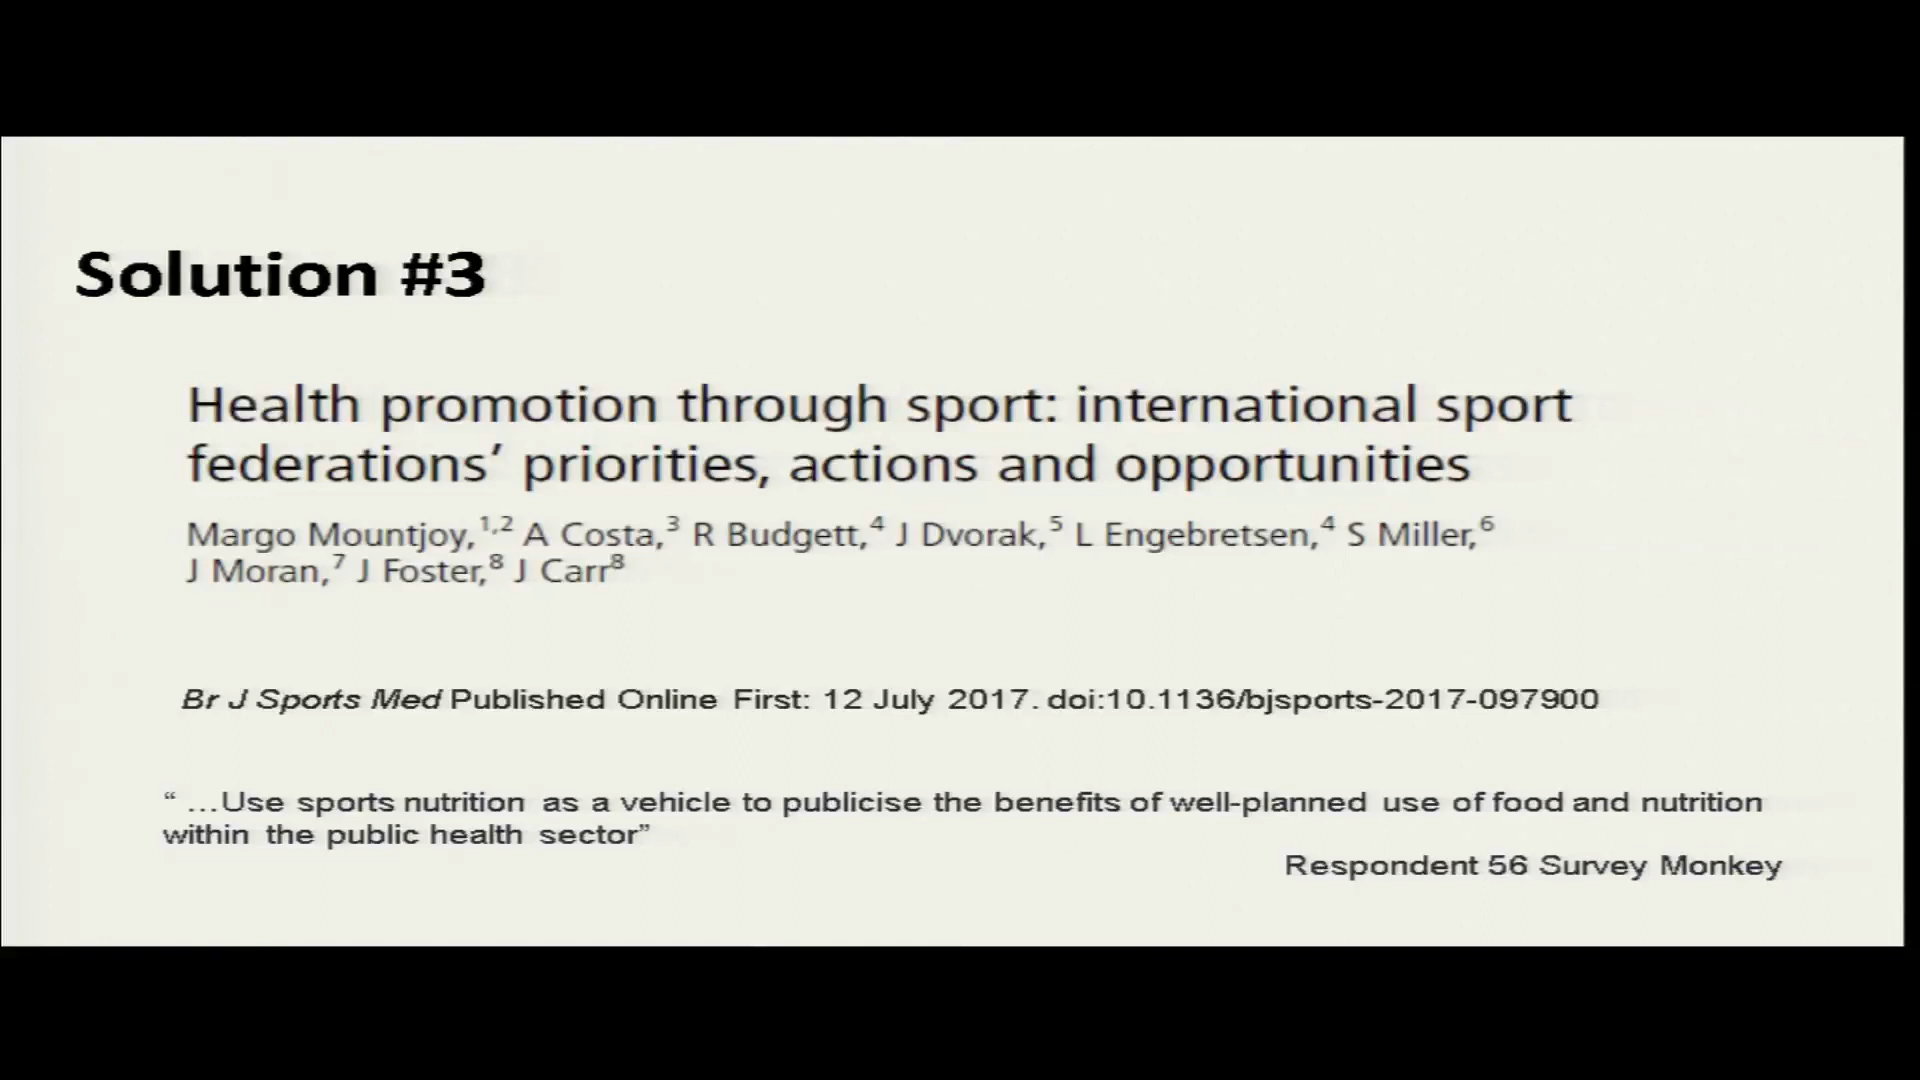 Solution #3
Health promotion through sport: international sport
federations’ priorities, actions and opportunities
Margo Mountjoy,1,2 A Costa,3 R Budgett,4 J Dvorak,5 L Engebretsen,4 S Miller,6
J Moran,7 J Foster,8 J Carr8
Br J Sports Med Published Online First: 12 July 2017. doi:10.1136/bjsports-2017-097900
“ …Use sports nutrition as a vehicle to publicise the benefits of well-planned use of food and nutrition
within the public health sector”
Respondent 56 Survey Monkey